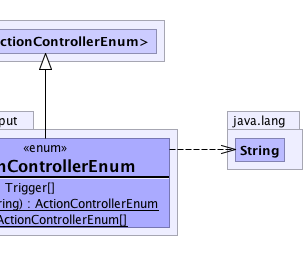 ActionControllerEnum>
put
java.lang
«enum»
String
nControllerEnum
Trigger[]
ring) : ActionControllerEnum
ActionControllerEnum[]